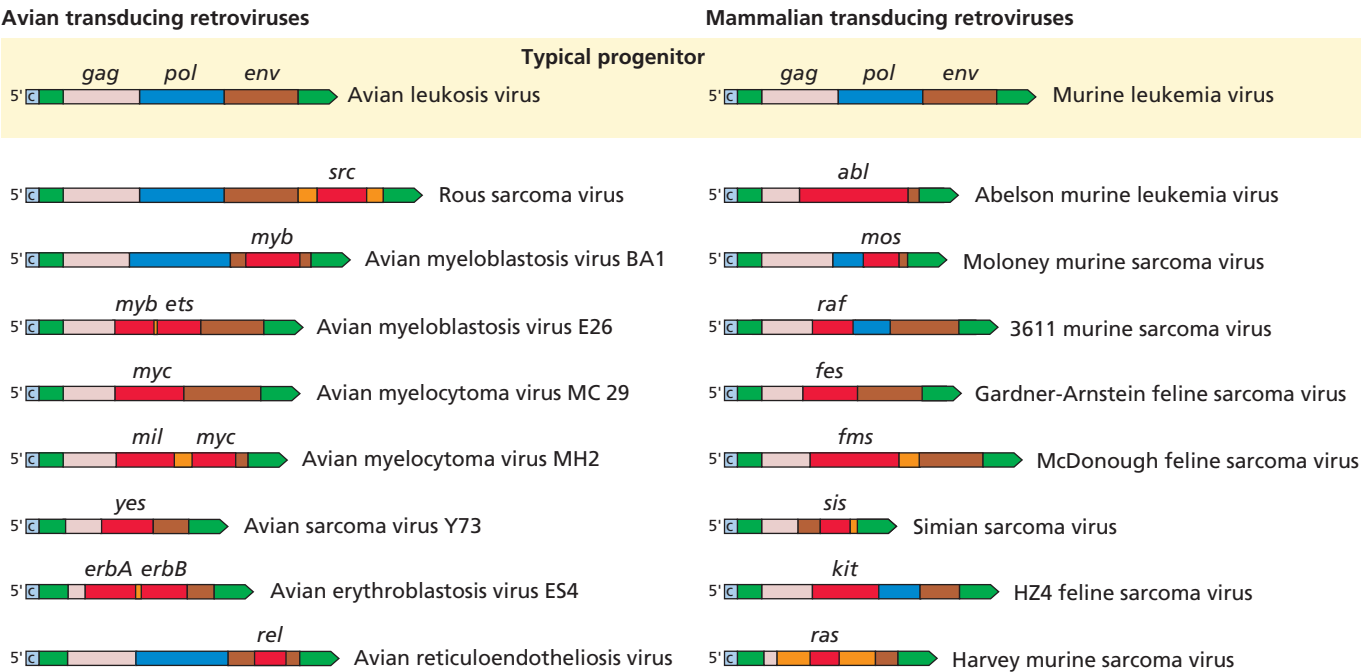 Avian transducing retroviruses
Mammalian transducing retroviruses
Typical progenitor
gag pol env
5' C Avian leukosis virus
gag pol env
5' C Murine leukemia virus
src
5' C Rous sarcoma virus
myb
5' C Avian myeloblastosis virus BA1
myb ets
5' C Avian myeloblastosis virus E26
myc
5' C Avian myelocytoma virus MC 29
mil myc
5' C Avian myelocytoma virus MH2
yes
5' C Avian sarcoma virus Y73
erbA erbB
5' C Avian erythroblastosis virus ES4
rel
5' C Avian reticuloendotheliosis virus
abl
5' C Abelson murine leukemia virus
mos
5' C Moloney murine sarcoma virus
raf
5' C 3611 murine sarcoma virus
fes
5' C Gardner-Arnstein feline sarcoma virus
fms
5' C McDonough feline sarcoma virus
sis
5' C Simian sarcoma virus
kit
5' C HZ4 feline sarcoma virus
ras
5' C Harvey murine sarcoma virus